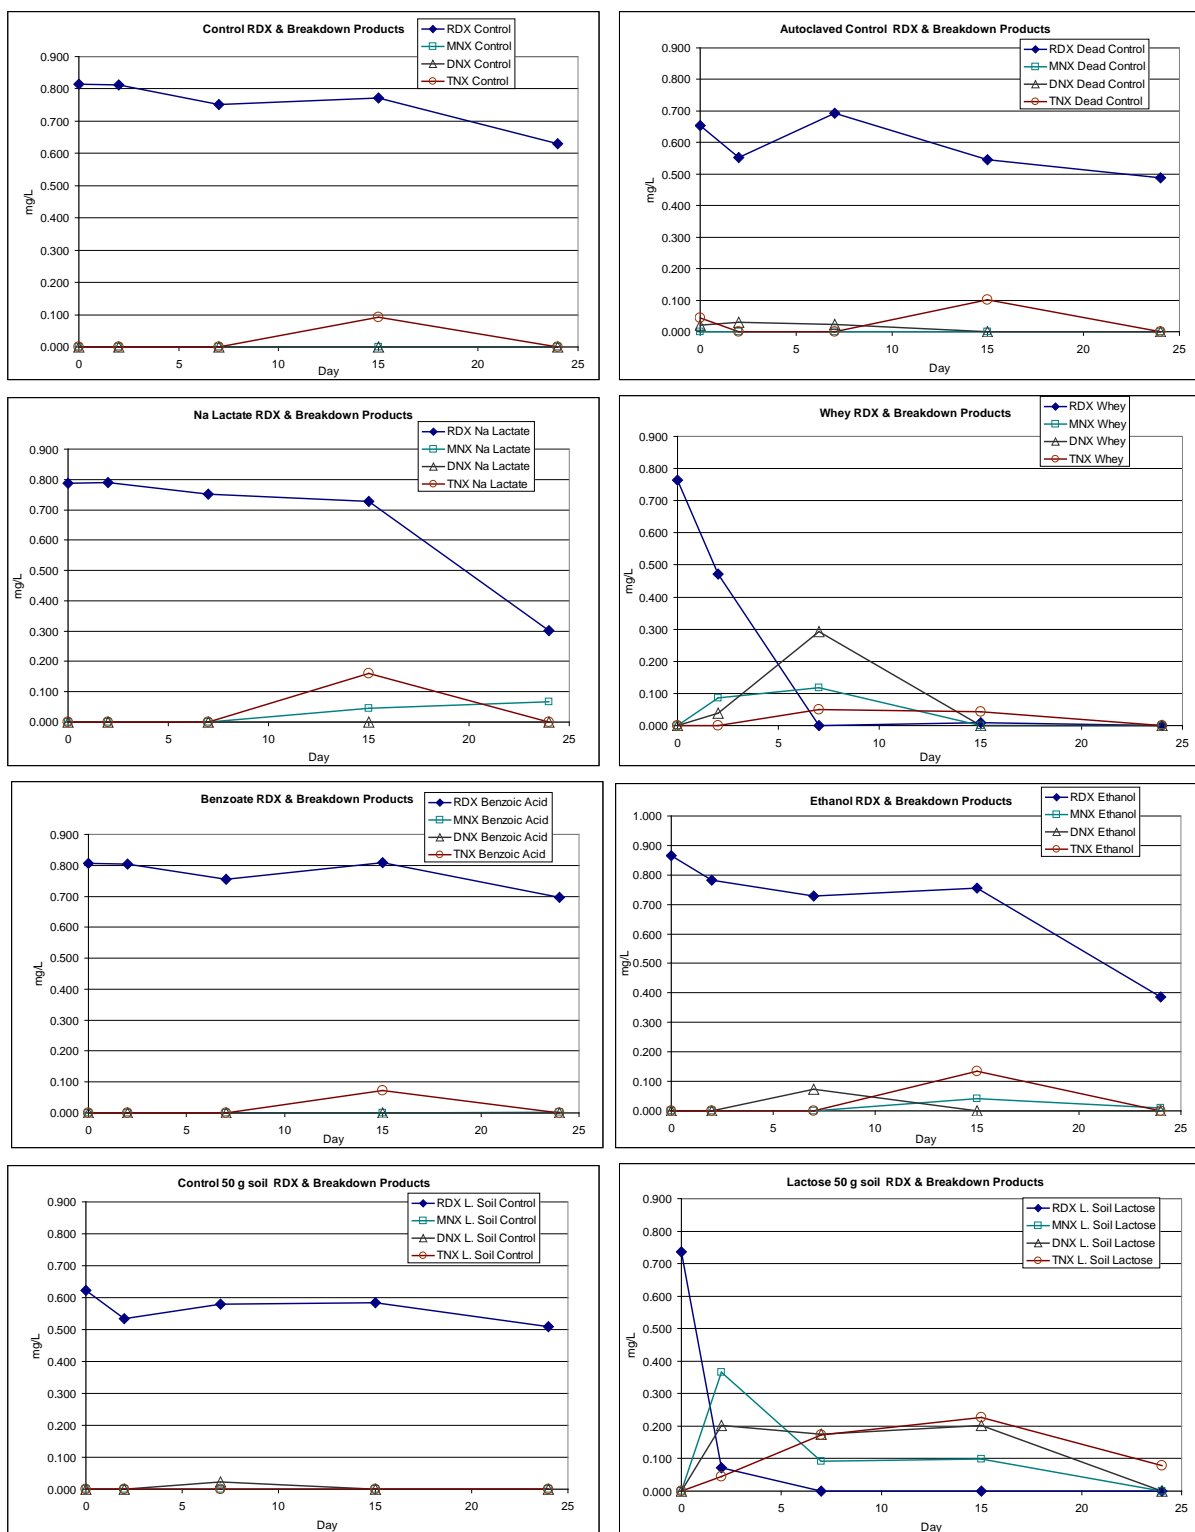 Control RDX & Breakdown Products
RDX Control
MNX Control
DNX Control
TNX Control
0.900
0.800
0.700
0.600
0.500
0.400
0.300
0.200
0.100
0.000
mg/L
0 5 10 15 20 25
Day
Autoclaved Control RDX & Breakdown Products
RDX Dead Control
MNX Dead Control
DNX Dead Control
TNX Dead Control
0.900
0.800
0.700
0.600
0.500
0.400
0.300
0.200
0.100
0.000
mg/L
0 5 10 15 20 25
Day
Na Lactate RDX & Breakdown Products
RDX Na Lactate
MNX Na Lactate
DNX Na Lactate
TNX Na Lactate
0.900
0.800
0.700
0.600
0.500
0.400
0.300
0.200
0.100
0.000
mg/L
0 5 10 15 20 25
Day
Whey RDX & Breakdown Products
RDX Whey
MNX Whey
DNX Whey
TNX Whey
0.900
0.800
0.700
0.600
0.500
0.400
0.300
0.200
0.100
0.000
mg/L
0 5 10 15 20 25
Day
Benzoate RDX & Breakdown Products
RDX Benzoic Acid
MNX Benzoic Acid
DNX Benzoic Acid
TNX Benzoic Acid
0.900
0.800
0.700
0.600
0.500
0.400
0.300
0.200
0.100
0.000
mg/L
0 5 10 15 20 25
Day
Ethanol RDX & Breakdown Products
RDX Ethanol
MNX Ethanol
DNX Ethanol
TNX Ethanol
1.000
0.900
0.800
0.700
0.600
0.500
0.400
0.300
0.200
0.100
0.000
mg/L
0 5 10 15 20 25
Day
Control 50 g soil RDX & Breakdown Products
RDX L. Soil Control
MNX L. Soil Control
DNX L. Soil Control
TNX L. Soil Control
0.900
0.800
0.700
0.600
0.500
0.400
0.300
0.200
0.100
0.000
mg/L
0 5 10 15 20 25
Day
Lactose 50 g soil RDX & Breakdown Products
RDX L. Soil Lactose
MNX L. Soil Lactose
DNX L. Soil Lactose
TNX L. Soil Lactose
0.900
0.800
0.700
0.600
0.500
0.400
0.300
0.200
0.100
0.000
mg/L
0 5 10 15 20 25
Day